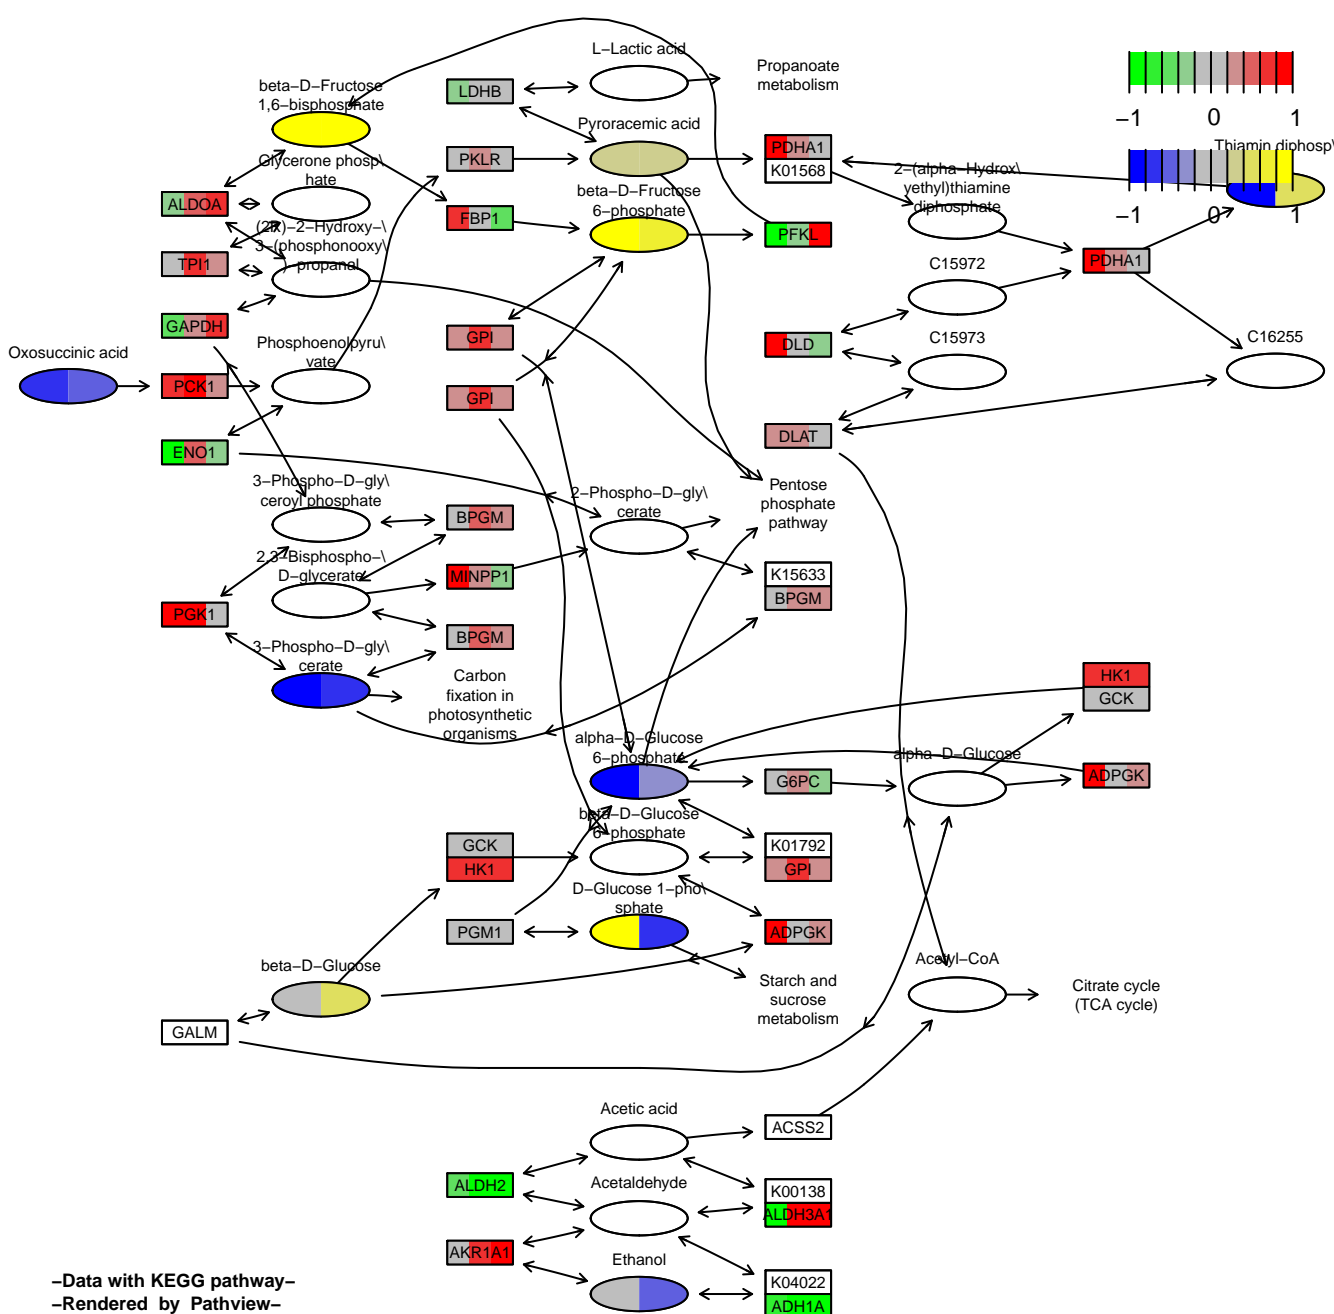 L−Lactic acid
Propanoate
metabolism
beta−D−Fructose
1,6−bisphosphate
LDHB
−1 0 1
Pyroracemic acid
PDHA1
K01568
Thiamin diphosp\
−1 0 1
Glycerone phosp\
hate
PKLR
2−(alpha−Hydrox\
yethyl)thiamine
diphosphate
beta−D−Fructose
6−phosphate
ALDOA
FBP1
PFKL
(2R)−2−Hydroxy−\
3−(phosphonooxy\
)−propanal
TPI1
PDHA1
C15972
GAPDH
GPI
DLD
C15973
C16255
Phosphoenolpyru\
vate
Oxosuccinic acid
PCK1
GPI
DLAT
ENO1
3−Phospho−D−gly\
ceroyl phosphate
2−Phospho−D−gly\
cerate
Pentose
phosphate
pathway
BPGM
2,3−Bisphospho−\
D−glycerate
MINPP1
K15633
BPGM
PGK1
3−Phospho−D−gly\
cerate
BPGM
Carbon
fixation in
photosynthetic
organisms
HK1
GCK
alpha−D−Glucose
6−phosphate
alpha−D−Glucose
G6PC
ADPGK
beta−D−Glucose
6−phosphate
GCK
HK1
K01792
GPI
D−Glucose 1−pho\
sphate
PGM1
ADPGK
beta−D−Glucose
Acetyl−CoA
Starch and
sucrose
metabolism
Citrate cycle
(TCA cycle)
GALM
Acetic acid
ACSS2
ALDH2
Acetaldehyde
K00138
ALDH3A1
AKR1A1
Ethanol
K04022
ADH1A
−Data with KEGG pathway−
−Rendered by Pathview−